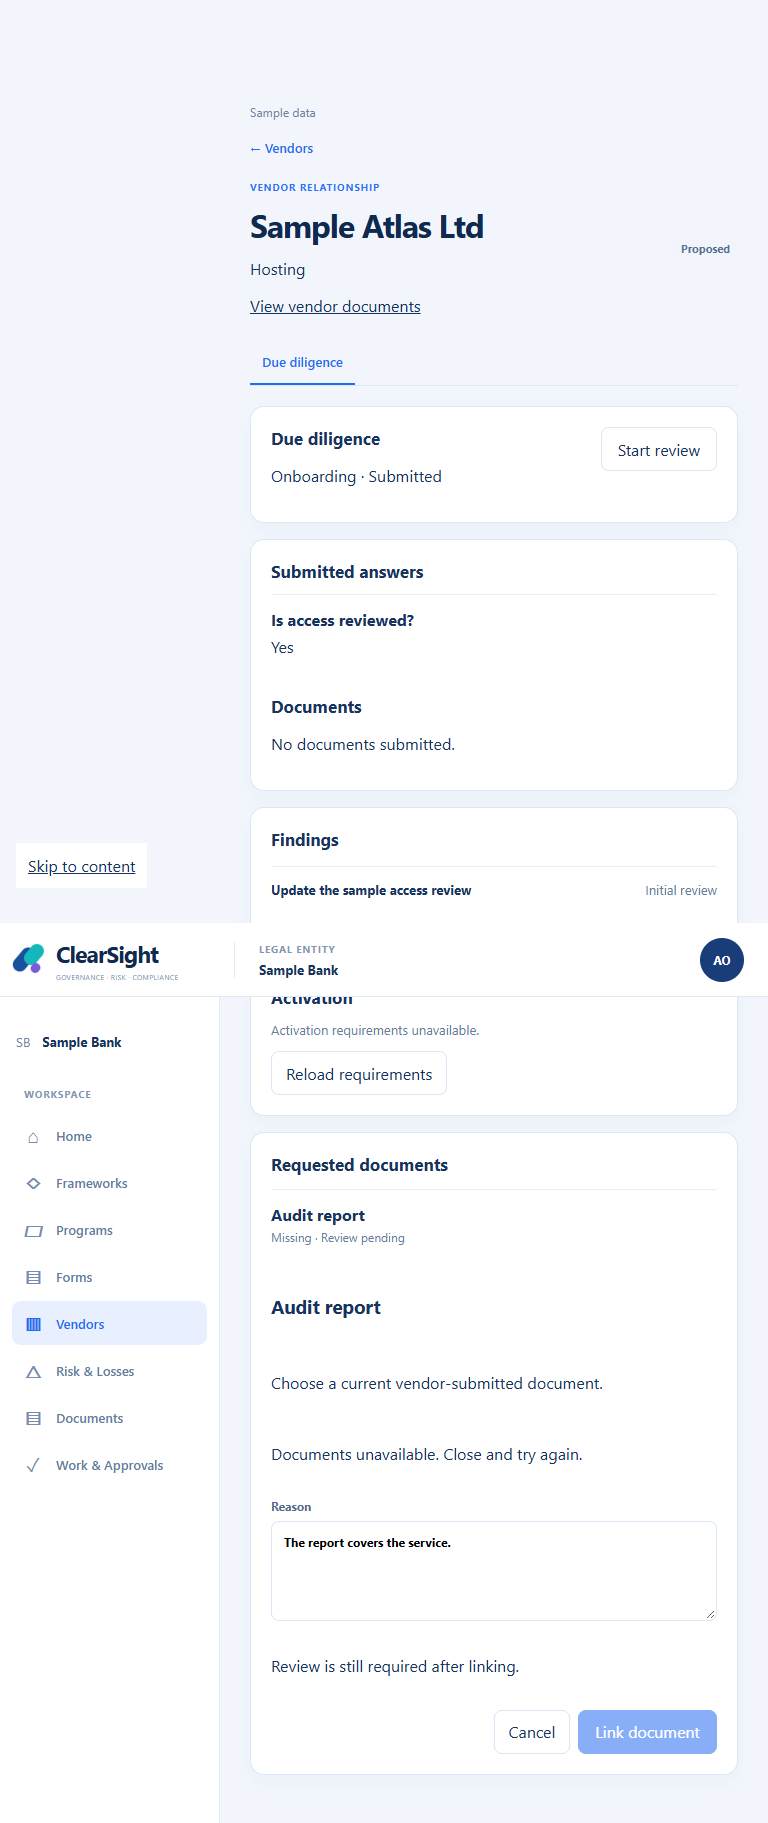 Sample data
← Vendors
VENDOR RELATIONSHIP
Sample Atlas Ltd
Proposed
Hosting
View vendor documents
Due diligence
Due diligence
Start review
Onboarding · Submitted
Submitted answers
Is access reviewed?
Yes
Documents
No documents submitted.
Findings
Skip to content
Update the sample access review
Initial review
ClearSight
GOVERNANCE · RISK · COMPLIANCE
LEGAL ENTITY
Sample Bank
AO
Activation
Activation requirements unavailable.
Reload requirements
SB Sample Bank
WORKSPACE
Home
Frameworks
Programs
Forms
Vendors
Risk & Losses
Documents
Work & Approvals
Requested documents
Audit report
Missing · Review pending
Audit report
Choose a current vendor-submitted document.
Documents unavailable. Close and try again.
Reason
The report covers the service.
Review is still required after linking.
Cancel
Link document